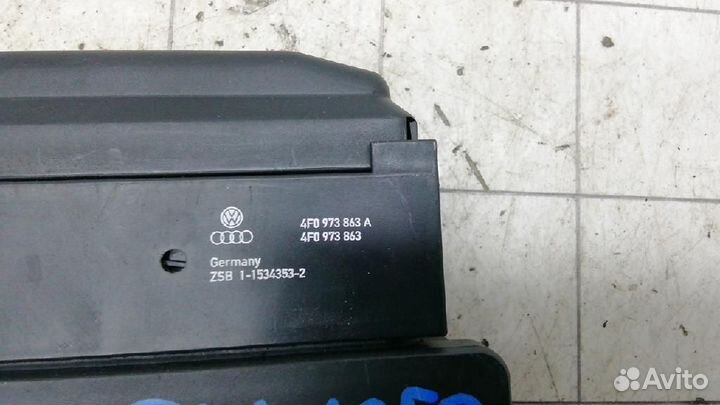 4F0 973 863 A
4F0 973 863
Germany
ZSB 1-1534353-2
Avito